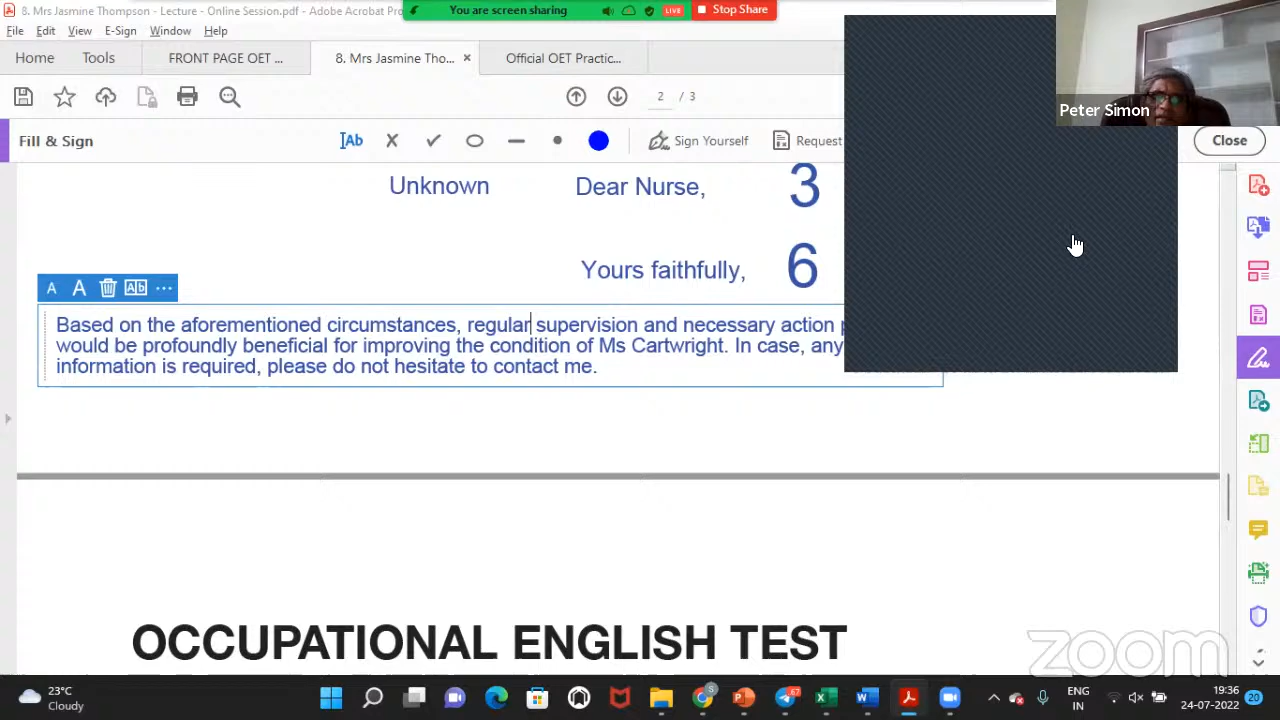 8. Mrs Jasmine Thompson - Lecture - Online Session.pdf - Adobe Acrobat Pro
You are screen sharing
LIVE
Stop Share
File Edit View E-Sign Window Help
Home Tools FRONT PAGE OET ... 8. Mrs Jasmine Tho... × Official OET Practic...
2 / 3
Peter Simon
Fill & Sign
Ab
Sign Yourself
Request
Close
Unknown Dear Nurse, 3
Yours faithfully, 6
A A Ab ...
Based on the aforementioned circumstances, regular supervision and necessary action
would be profoundly beneficial for improving the condition of Ms Cartwright. In case, any
information is required, please do not hesitate to contact me.
OCCUPATIONAL ENGLISH TEST
zoom
23°C
Cloudy
S
67
ENG
IN
19:36
24-07-2022
20